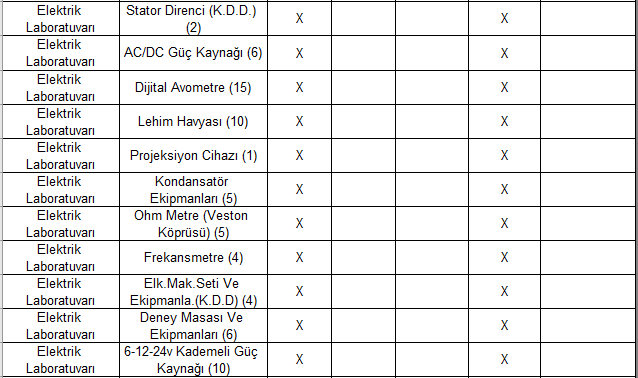 Elektrik Laboratuvarı Stator Direnci (K.D.D.) (2) X X
Elektrik Laboratuvarı AC/DC Güç Kaynağı (6) X X
Elektrik Laboratuvarı Dijital Avometre (15) X X
Elektrik Laboratuvarı Lehim Havyası (10) X X
Elektrik Laboratuvarı Projeksiyon Cihazı (1) X X
Elektrik Laboratuvarı Kondansatör Ekipmanları (5) X X
Elektrik Laboratuvarı Ohm Metre (Veston Köprüsü) (5) X X
Elektrik Laboratuvarı Frekansmetre (4) X X
Elektrik Laboratuvarı Elk.Mak.Seti Ve Ekipmanla.(K.D.D) (4) X X
Elektrik Laboratuvarı Deney Masası Ve Ekipmanları (6) X X
Elektrik Laboratuvarı 6-12-24v Kademeli Güç Kaynağı (10) X X